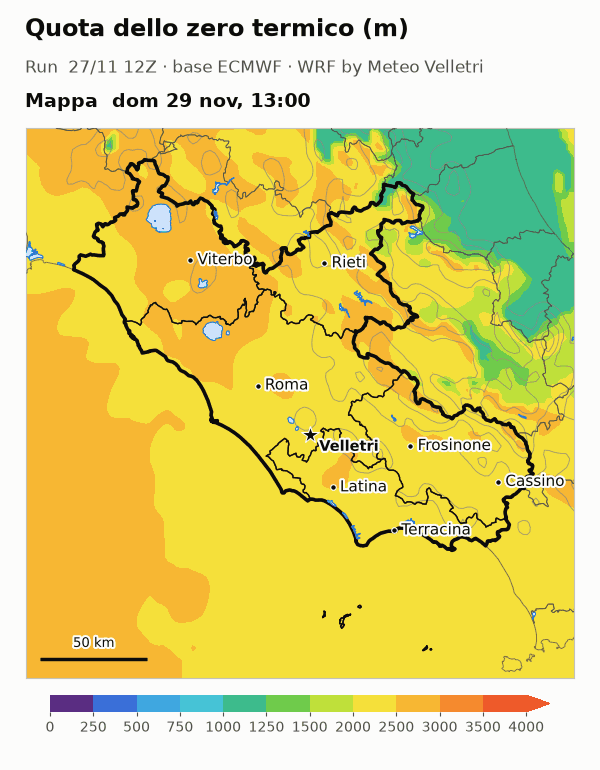 Quota dello zero termico (m)
Run 27/11 12Z · base ECMWF · WRF by Meteo Velletri
Mappa dom 29 nov, 13:00
Viterbo
Rieti
Roma
Velletri
Frosinone
Latina
Cassino
Terracina
50 km
0 250 500 750 1000 1250 1500 2000 2500 3000 3500 4000